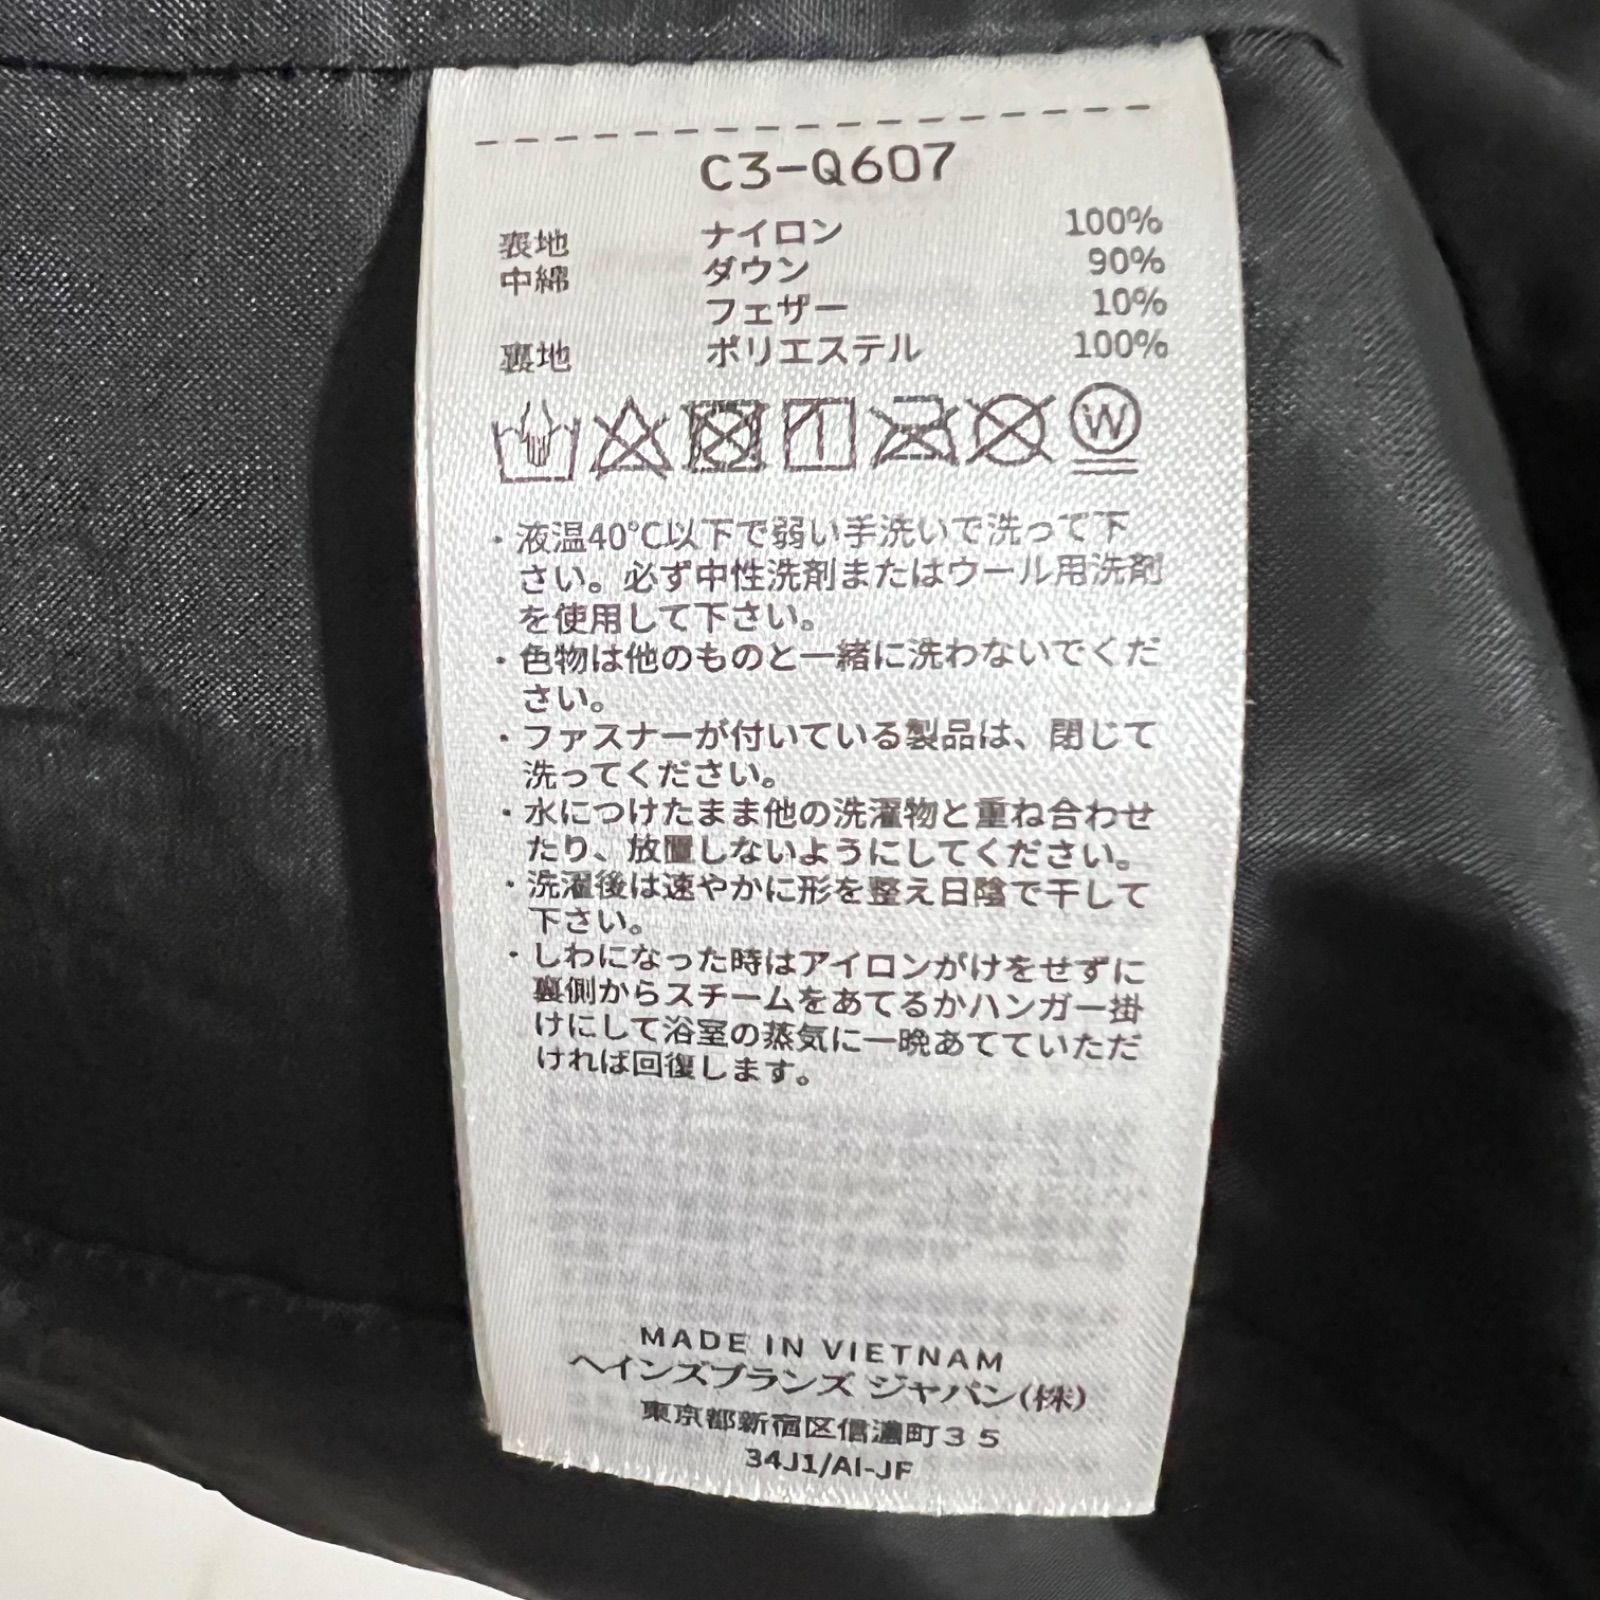 C3-Q607
表地 ナイロン 100%
中綿 ダウン 90%
フェザー 10%
裏地 ポリエステル 100%
W
・液温40℃以下で弱い手洗いで洗って下
さい。必ず中性洗剤またはウール用洗剤
を使用して下さい。
・色物は他のものと一緒に洗わないでくだ
さい。
・ファスナーが付いている製品は、閉じて
洗ってください。
・水につけたまま他の洗濯物と重ね合わせ
たり、放置しないようにしてください。
・洗濯後は速やかに形を整え日陰で干して
下さい。
・しわになった時はアイロンがけをせずに
裏側からスチームをあてるかハンガー掛
けにして浴室の蒸気に一晩あてていただ
ければ回復します。
MADE IN VIETNAM
ヘインズブランズ ジャパン(株)
東京都新宿区信濃町35
34J1/AI-JF